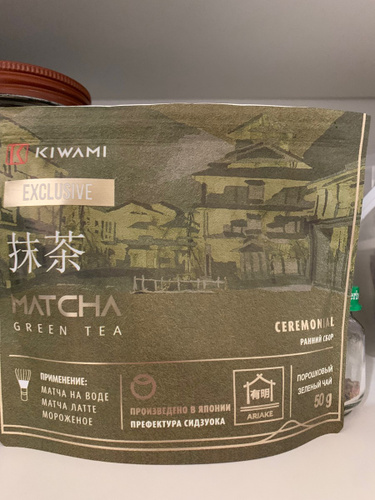 KIWAMI
EXCLUSIVE
抹茶
MATCHA
GREEN TEA
CEREMONIAL
РАННИЙ СБОР
ПРИМЕНЕНИЕ:
МАТЧА НА ВОДЕ
МАТЧА ЛАТТЕ
МОРОЖЕНОЕ
ПРОИЗВЕДЕНО В ЯПОНИИ
ПРЕФЕКТУРА СИДЗУОКА
有明
ARIAKE
ПОРОШКОВЫЙ
ЗЕЛЕНЫЙ ЧАЙ
50 g